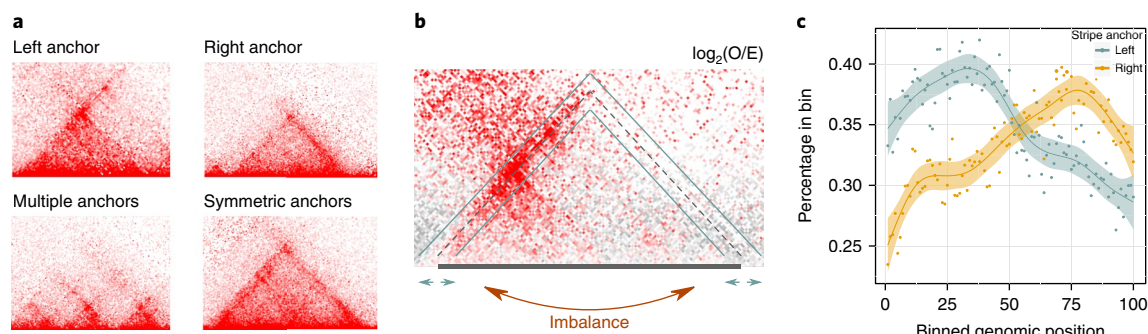 a
Left anchor
Right anchor
Multiple anchors
Symmetric anchors
b
log2(O/E)
Imbalance
c
Stripe anchor
Left
Right
Percentage in bin
0.40
0.35
0.30
0.25
0
25
50
75
100
Binned genomic position